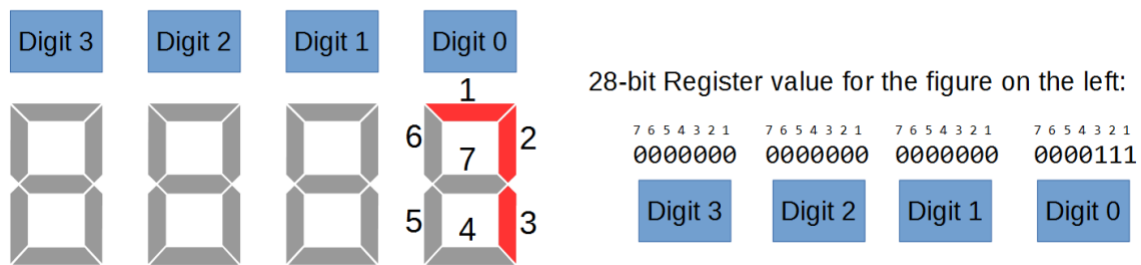 Digit 3 Digit 2 Digit 1 Digit 0
1
6 2
7
5 3
4
28-bit Register value for the figure on the left:
7 6 5 4 3 2 1 7 6 5 4 3 2 1 7 6 5 4 3 2 1 7 6 5 4 3 2 1
0000000 0000000 0000000 0000111
Digit 3 Digit 2 Digit 1 Digit 0